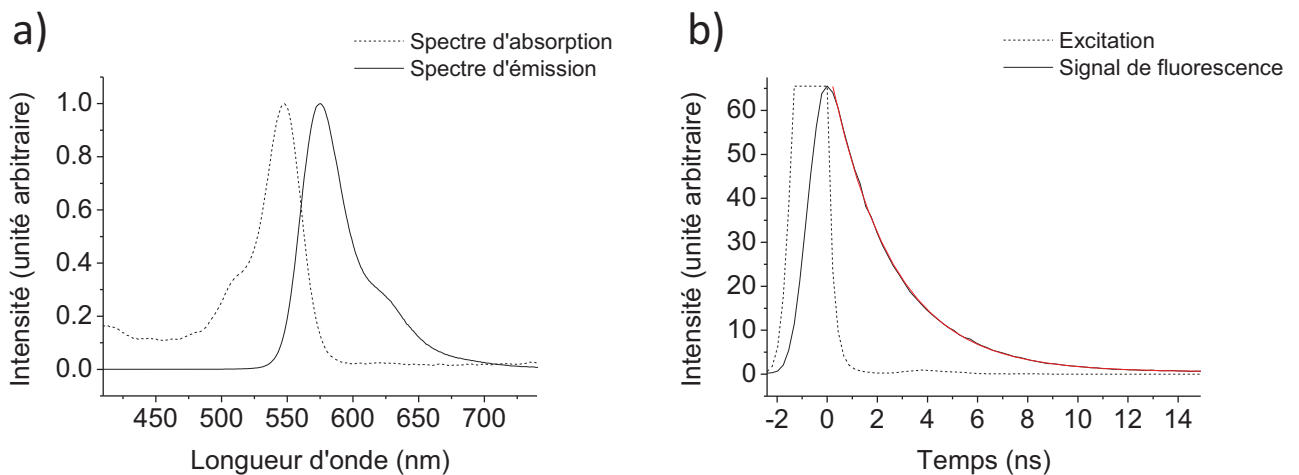 a)
Spectre d'absorption
Spectre d'émission
Intensité (unité arbitraire)
1.0
0.8
0.6
0.4
0.2
0.0
450 500 550 600 650 700
Longueur d'onde (nm)
b)
Excitation
Signal de fluorescence
Intensité (unité arbitraire)
60
50
40
30
20
10
0
-2 0 2 4 6 8 10 12 14
Temps (ns)